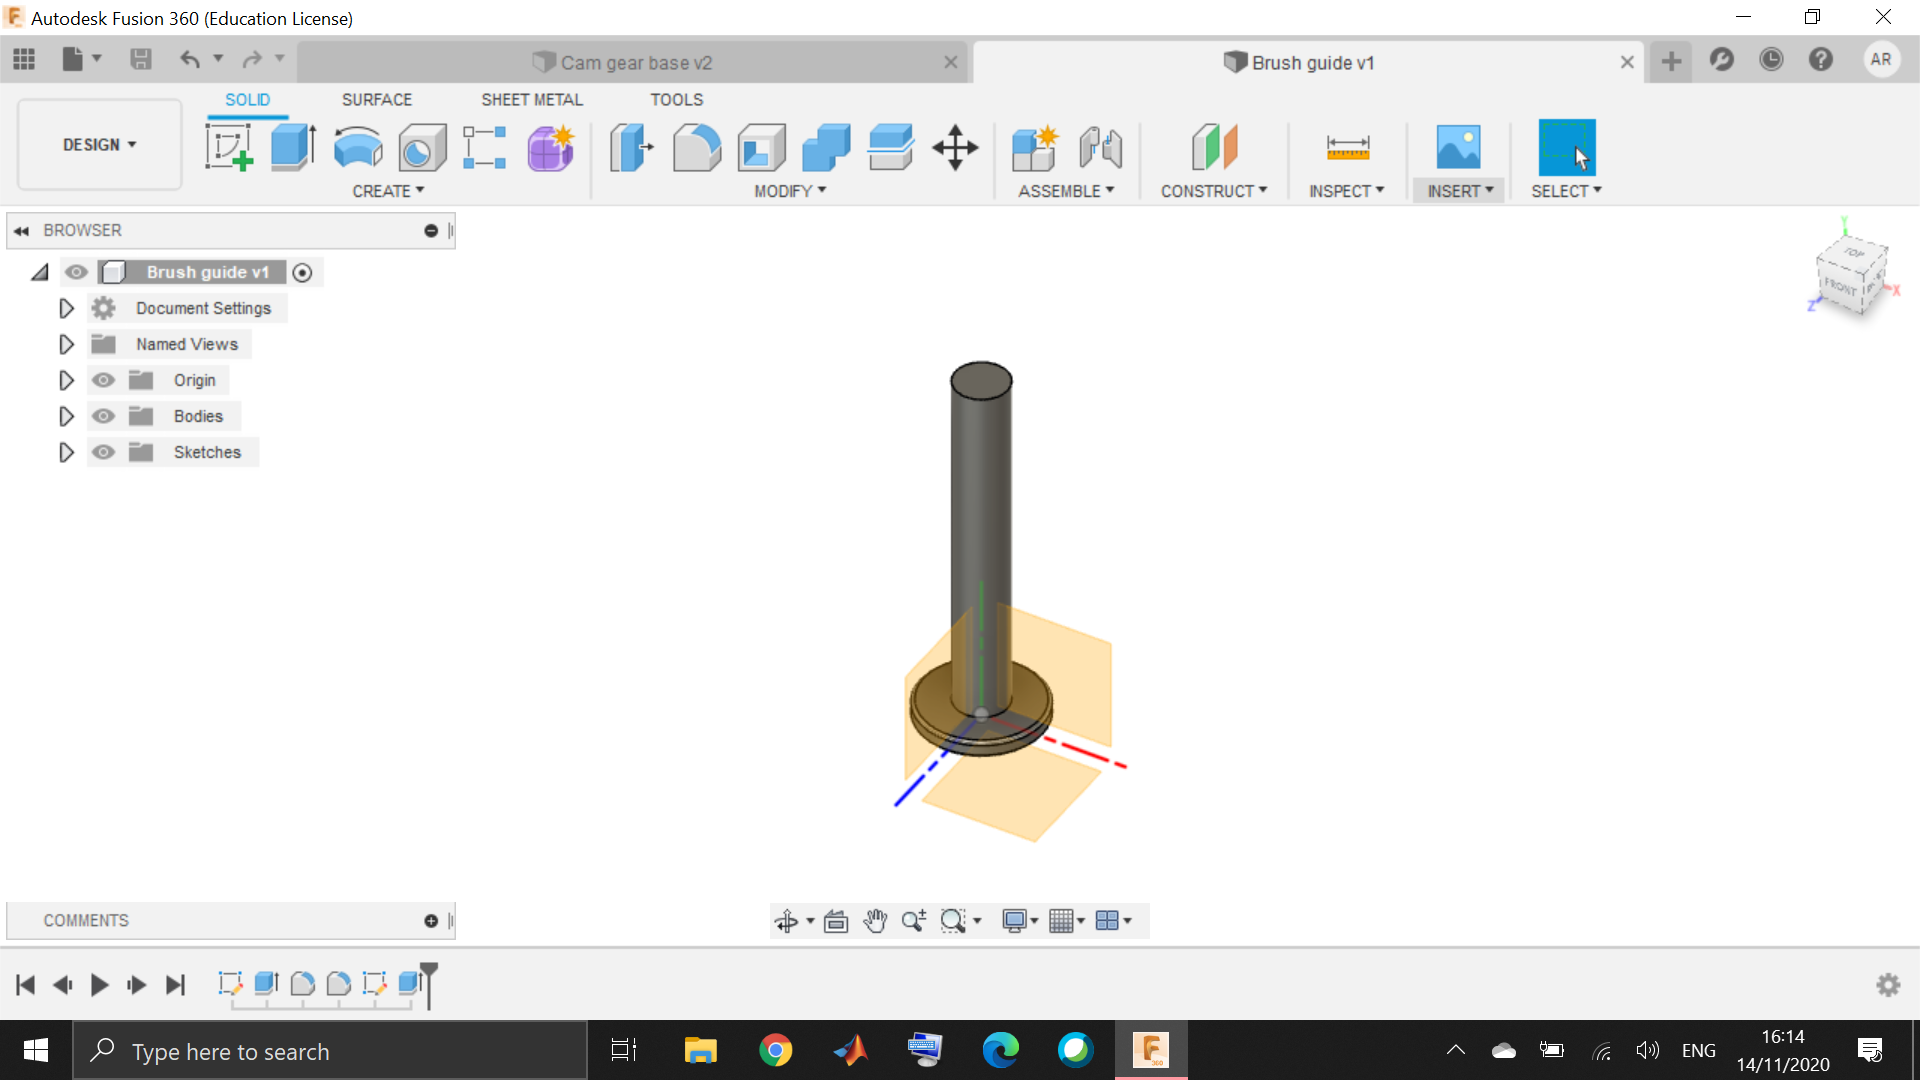 Autodesk Fusion 360 (Education License)
Cam gear base v2
Brush guide v1
AR
SOLID SURFACE SHEET METAL TOOLS
DESIGN
CREATE MODIFY ASSEMBLE CONSTRUCT INSPECT INSERT SELECT
BROWSER
Brush guide v1
Document Settings
Named Views
Origin
Bodies
Sketches
Y
TOP
FRONT
X
Z
COMMENTS
Type here to search
360
ENG
16:14
14/11/2020